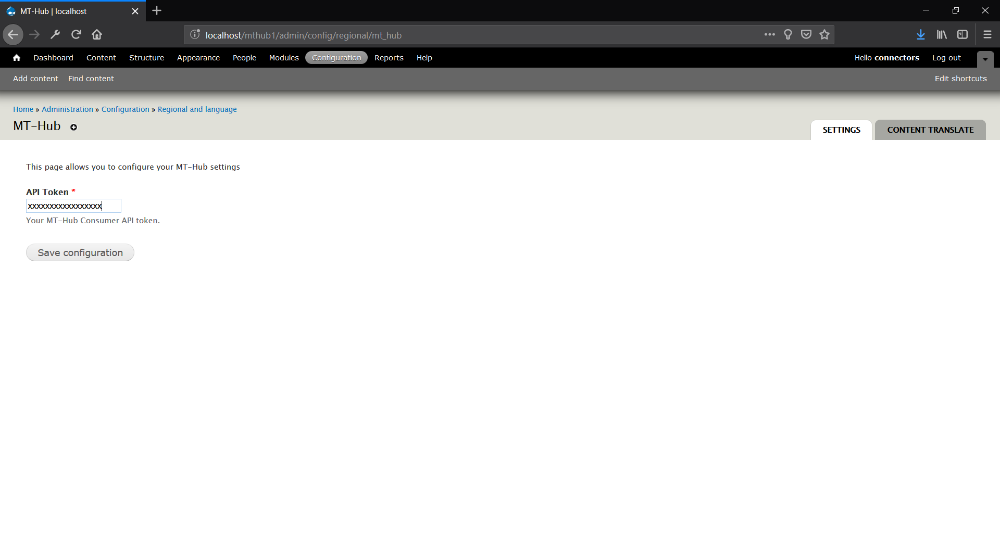 MT-Hub | localhost
localhost/mthub1/admin/config/regional/mt_hub
Dashboard Content Structure Appearance People Modules Configuration Reports Help Hello connectors Log out
Add content Find content Edit shortcuts
Home » Administration » Configuration » Regional and language
MT-Hub
SETTINGS CONTENT TRANSLATE
This page allows you to configure your MT-Hub settings
API Token *
xxxxxxxxxxxxxxxxx
Your MT-Hub Consumer API token.
Save configuration